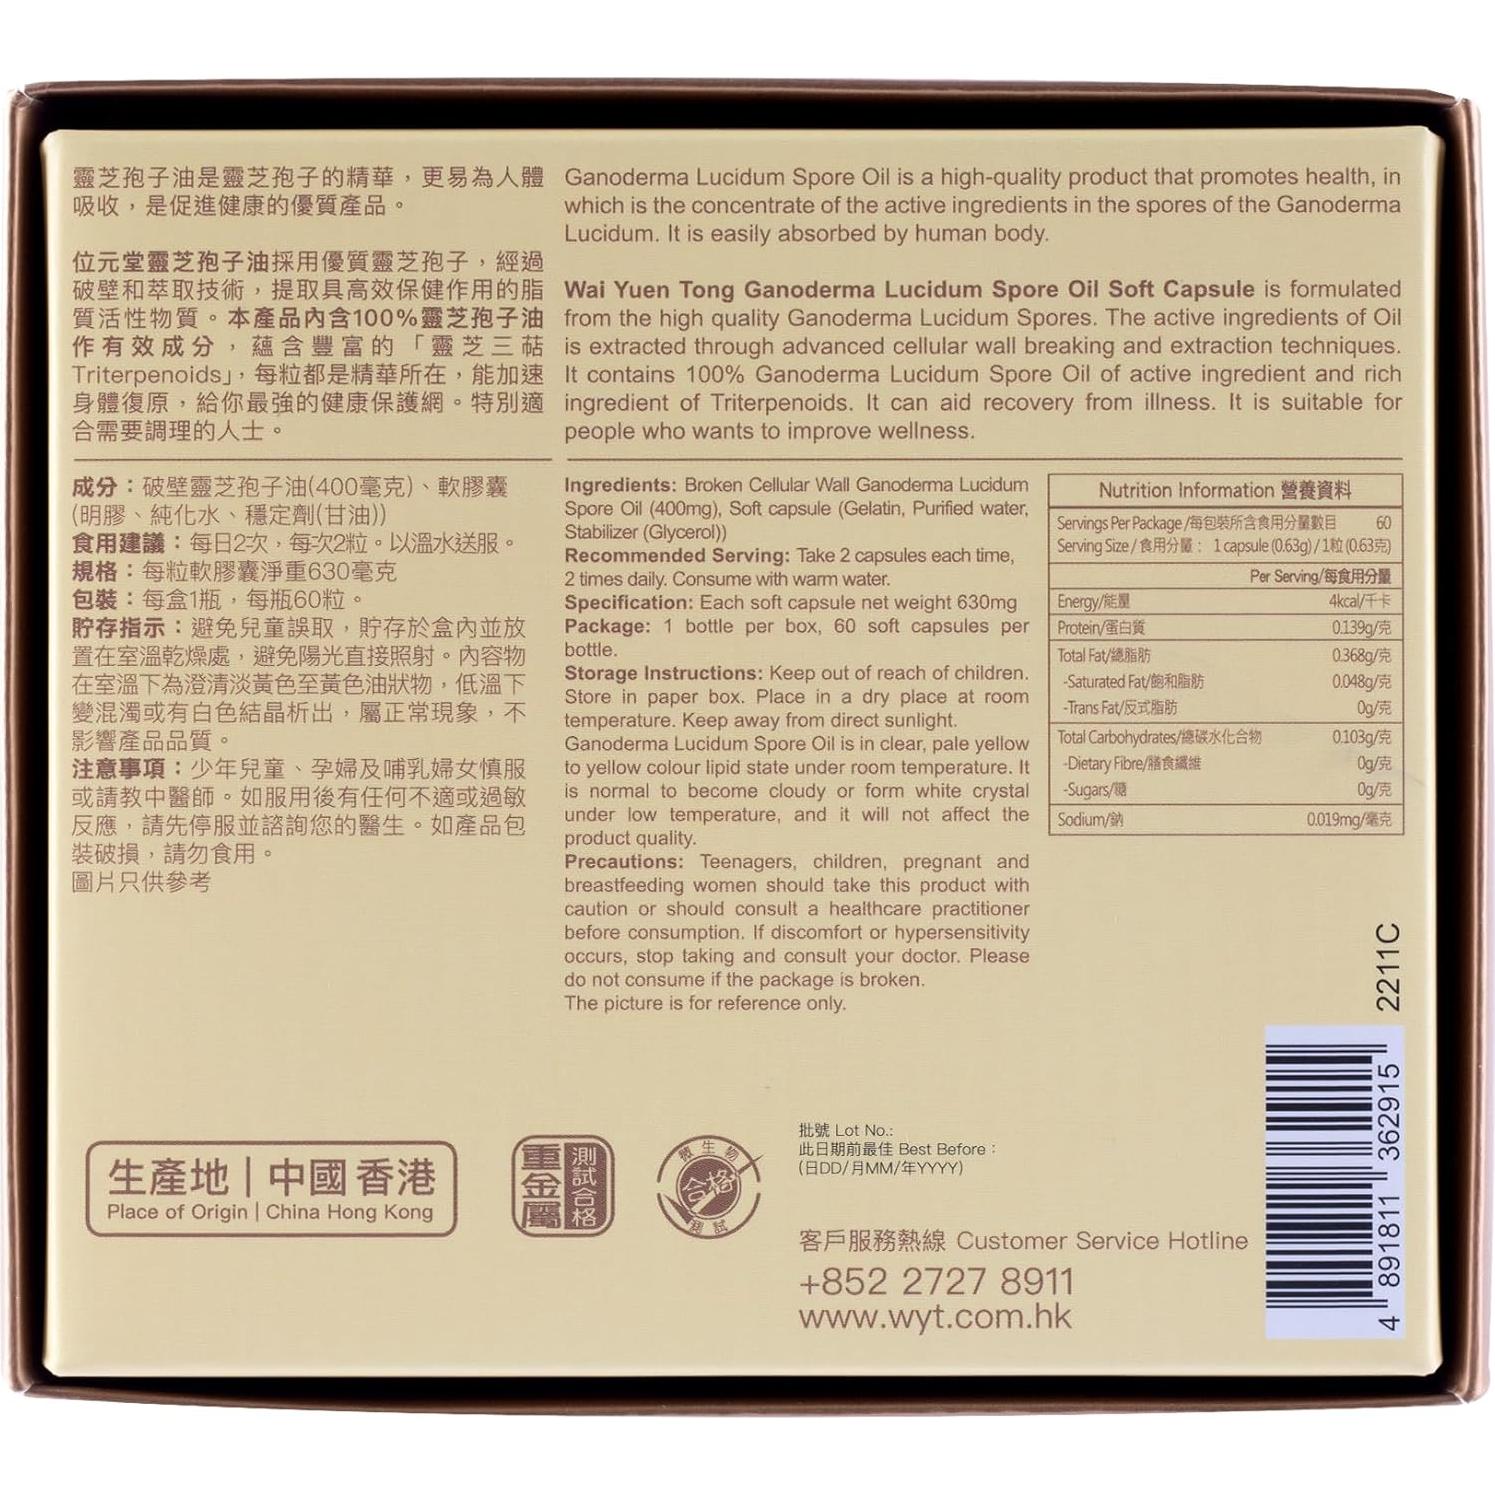 靈芝孢子油是靈芝孢子的精華，更易為人體
吸收，是促進健康的優質產品。
位元堂靈芝孢子油採用優質靈芝孢子，經過
破壁和萃取技術，提取具高效保健作用的脂
質活性物質。本產品內含100%靈芝孢子油
作有效成分，蘊含豐富的「靈芝三萜
Triterpenoids」，每粒都是精華所在，能加速
身體復原，給你最強的健康保護網。特別適
合需要調理的人士。
Ganoderma Lucidum Spore Oil is a high-quality product that promotes health, in
which is the concentrate of the active ingredients in the spores of the Ganoderma
Lucidum. It is easily absorbed by human body.
Wai Yuen Tong Ganoderma Lucidum Spore Oil Soft Capsule is formulated
from the high quality Ganoderma Lucidum Spores. The active ingredients of Oil
is extracted through advanced cellular wall breaking and extraction techniques.
It contains 100% Ganoderma Lucidum Spore Oil of active ingredient and rich
ingredient of Triterpenoids. It can aid recovery from illness. It is suitable for
people who wants to improve wellness.
成分：破壁靈芝孢子油(400毫克)、軟膠囊
(明膠、純化水、穩定劑(甘油))
食用建議：每日2次，每次2粒。以溫水送服。
規格：每粒軟膠囊淨重630毫克
包裝：每盒1瓶，每瓶60粒。
貯存指示：避免兒童誤取，貯存於盒內並放
置在室溫乾燥處，避免陽光直接照射。內容物
在室溫下為澄清淡黃色至黃色油狀物，低溫下
變混濁或有白色結晶析出，屬正常現象，不
影響產品品質。
注意事項：少年兒童、孕婦及哺乳婦女慎服
或請教中醫師。如服用後有任何不適或過敏
反應，請先停服並諮詢您的醫生。如產品包
裝破損，請勿食用。
圖片只供參考
Ingredients: Broken Cellular Wall Ganoderma Lucidum
Spore Oil (400mg), Soft capsule (Gelatin, Purified water,
Stabilizer (Glycerol))
Recommended Serving: Take 2 capsules each time,
2 times daily. Consume with warm water.
Specification: Each soft capsule net weight 630mg
Package: 1 bottle per box, 60 soft capsules per
bottle.
Storage Instructions: Keep out of reach of children.
Store in paper box. Place in a dry place at room
temperature. Keep away from direct sunlight.
Ganoderma Lucidum Spore Oil is in clear, pale yellow
to yellow colour lipid state under room temperature. It
is normal to become cloudy or form white crystal
under low temperature, and it will not affect the
product quality.
Precautions: Teenagers, children, pregnant and
breastfeeding women should take this product with
caution or should consult a healthcare practitioner
before consumption. If discomfort or hypersensitivity
occurs, stop taking and consult your doctor. Please
do not consume if the package is broken.
The picture is for reference only.
Nutrition Information 營養資料
Servings Per Package/每包裝所含食用分量數目 60
Serving Size / 食用分量： 1 capsule (0.63g) / 1粒 (0.63克)
Per Serving/每食用分量
Energy/能量 4kcal/千卡
Protein/蛋白質 0.139g/克
Total Fat/總脂肪 0.368g/克
-Saturated Fat/飽和脂肪 0.048g/克
-Trans Fat/反式脂肪 0g/克
Total Carbohydrates/總碳水化合物 0.103g/克
-Dietary Fibre/膳食纖維 0g/克
-Sugars/糖 0g/克
Sodium/鈉 0.019mg/毫克
2211C
4 891811 362915
生產地 | 中國香港
Place of Origin | China Hong Kong
重金屬
測試合格
微生物
合格
測試
批號 Lot No.:
此日期前最佳 Best Before：
(日DD/月MM/年YYYY)
客戶服務熱線 Customer Service Hotline
+852 2727 8911
www.wyt.com.hk